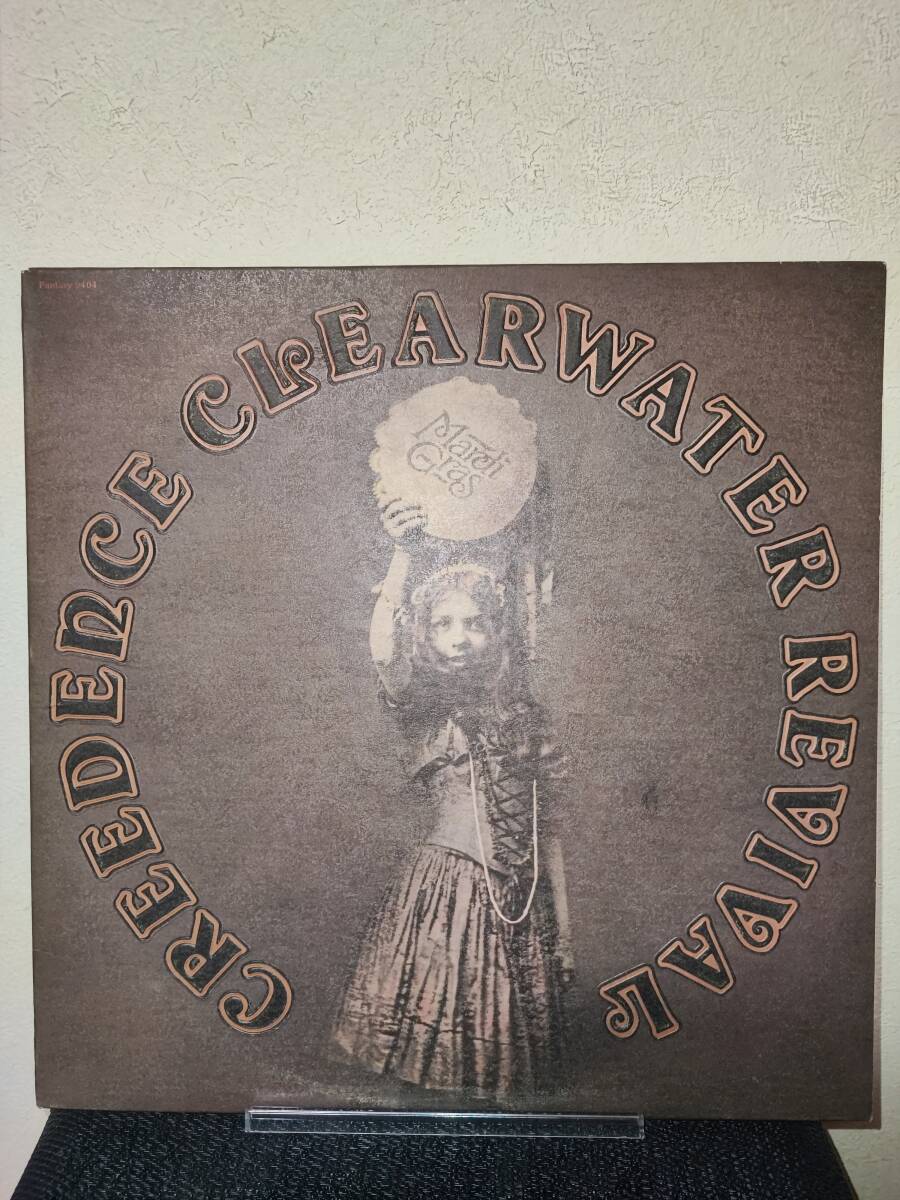 Fantasy 9404
CREEDENCE CLEARWATER REVIVAL
Mardi
Gras